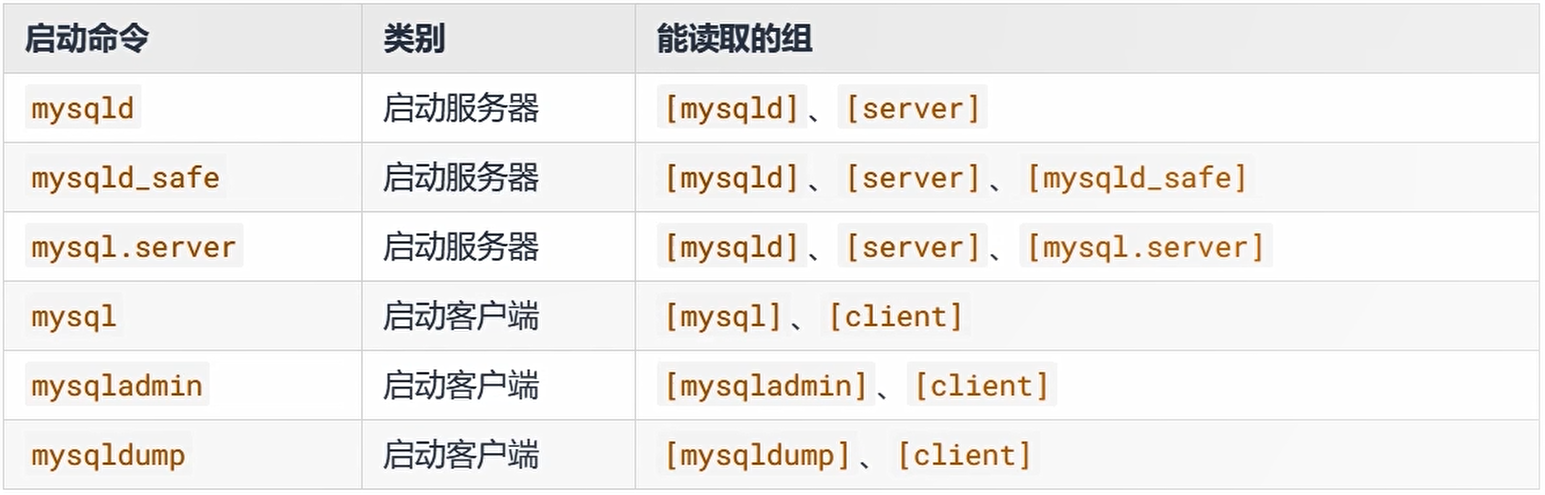 启动命令 类别 能读取的组
mysqld 启动服务器 [mysqld]、[server]
mysqld_safe 启动服务器 [mysqld]、[server]、[mysqld_safe]
mysql.server 启动服务器 [mysqld]、[server]、[mysql.server]
mysql 启动客户端 [mysql]、[client]
mysqladmin 启动客户端 [mysqladmin]、[client]
mysqldump 启动客户端 [mysqldump]、[client]